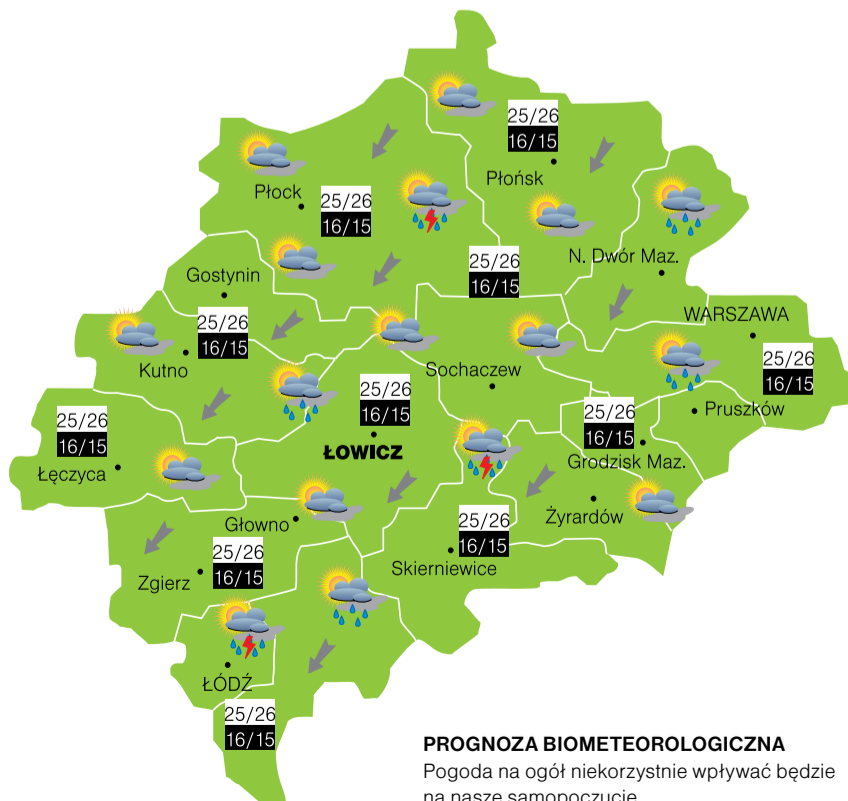 25/26
16/15
Płońsk
Płock
25/26
16/15
N. Dwór Maz.
25/26
16/15
Gostynin
25/26
16/15
Kutno
WARSZAWA
25/26
16/15
Sochaczew
25/26
16/15
ŁOWICZ
25/26
16/15
Łęczyca
Pruszków
25/26
16/15
Grodzisk Maz.
Żyrardów
Głowno
25/26
16/15
Skierniewice
25/26
16/15
Zgierz
ŁÓDŹ
25/26
16/15
PROGNOZA BIOMETEOROLOGICZNA
Pogoda na ogół niekorzystnie wpływać będzie
na nasze samopoczucie